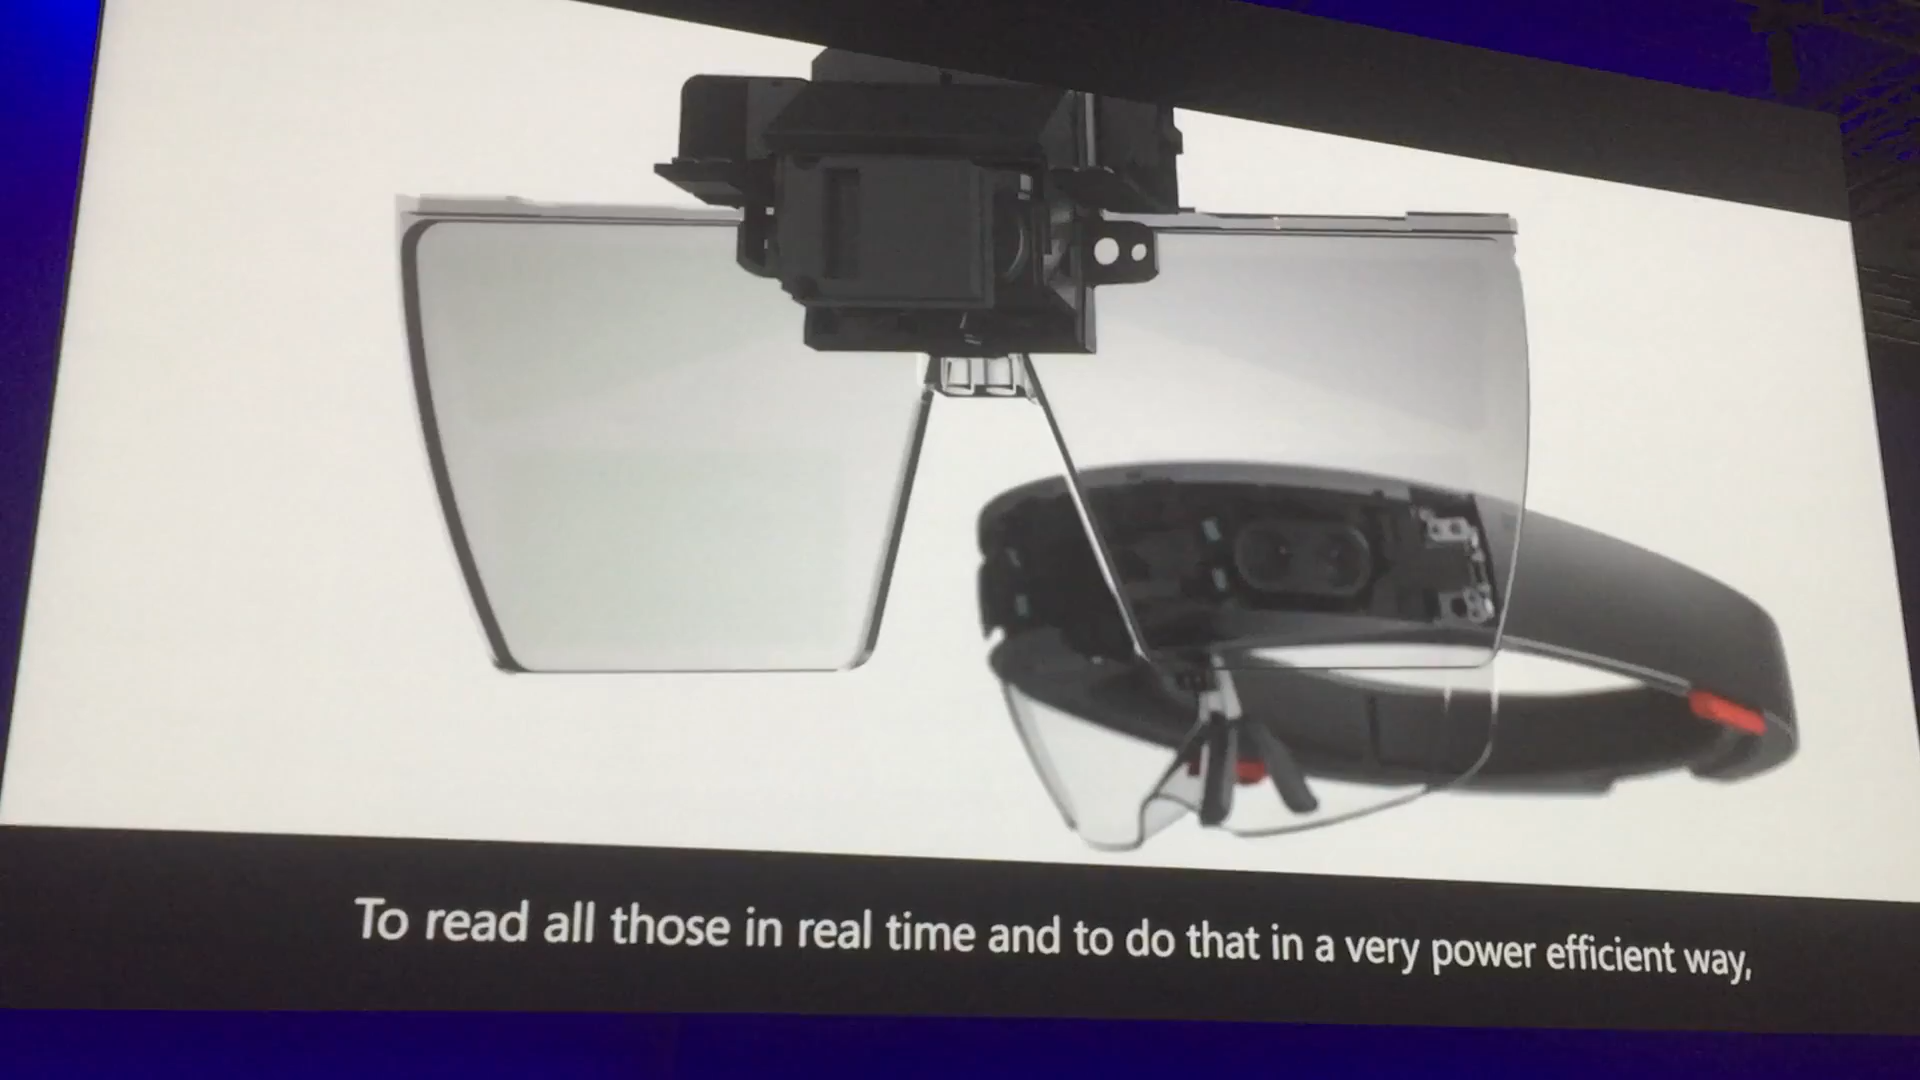 To read all those in real time and to do that in a very power efficient way,